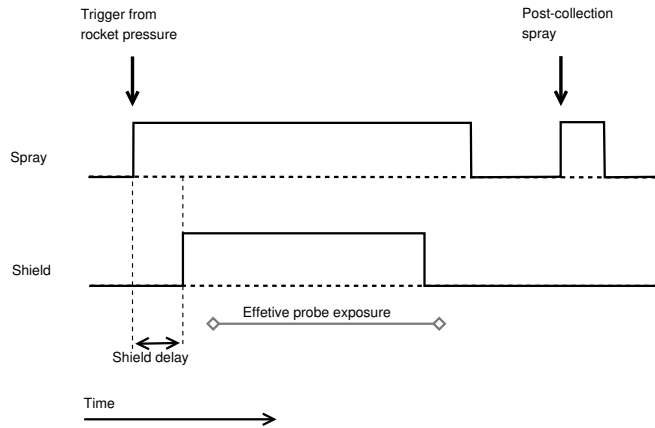 Trigger from
rocket pressure
Post-collection
spray
Spray
Shield
Effetive probe exposure
Shield delay
Time